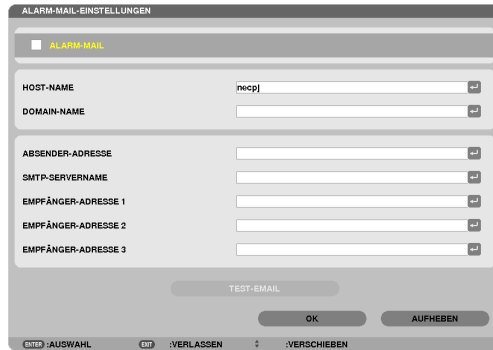 ALARM-MAIL-EINSTELLUNGEN
ALARM-MAIL
HOST-NAME necpj
DOMAIN-NAME
ABSENDER-ADRESSE
SMTP-SERVERNAME
EMPFÄNGER-ADRESSE 1
EMPFÄNGER-ADRESSE 2
EMPFÄNGER-ADRESSE 3
TEST-EMAIL
OK AUFHEBEN
ENTER :AUSWAHL EXIT :VERLASSEN :VERSCHIEBEN